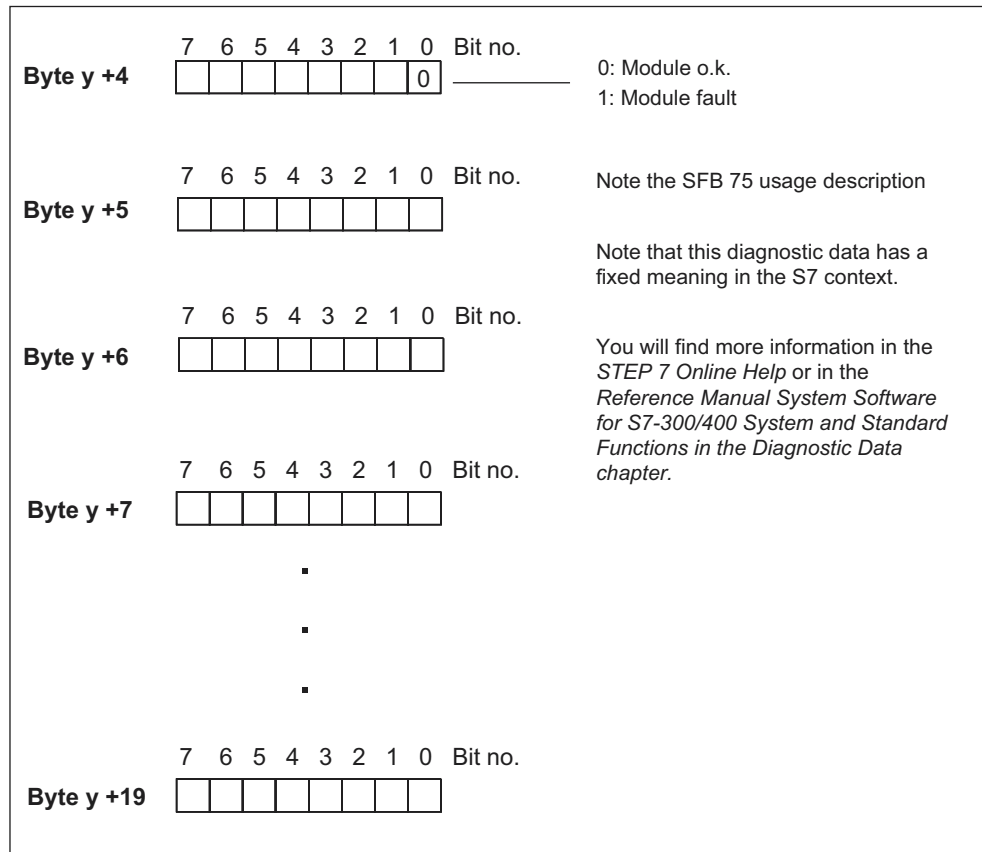 7 6 5 4 3 2 1 0 Bit no.
Byte y +4
0
0: Module o.k.
1: Module fault
7 6 5 4 3 2 1 0 Bit no.
Byte y +5
Note the SFB 75 usage description
Note that this diagnostic data has a
fixed meaning in the S7 context.
7 6 5 4 3 2 1 0 Bit no.
Byte y +6
You will find more information in the
STEP 7 Online Help or in the
Reference Manual System Software
for S7-300/400 System and Standard
Functions in the Diagnostic Data
chapter.
7 6 5 4 3 2 1 0 Bit no.
Byte y +7
7 6 5 4 3 2 1 0 Bit no.
Byte y +19